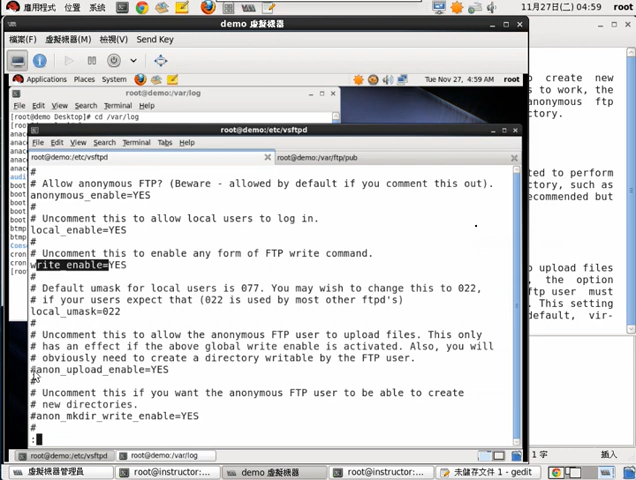 應用程式 位置 系統
root 11月27日(二) 04:59 root
demo 虛擬機器
檔案(F) 虛擬機器(M) 檢視(V) Send Key
Applications Places System
Tue Nov 27, 4:59 AM root
root@demo:/var/log
File Edit View Search Terminal Help
[root@demo Desktop]# cd /var/log
root@demo:/etc/vsftpd
File Edit View Search Terminal Tabs Help
root@demo:/etc/vsftpd
root@demo:/var/ftp/pub
#
# Allow anonymous FTP? (Beware - allowed by default if you comment this out).
anonymous_enable=YES
#
# Uncomment this to allow local users to log in.
local_enable=YES
#
# Uncomment this to enable any form of FTP write command.
write_enable=YES
#
# Default umask for local users is 077. You may wish to change this to 022,
# if your users expect that (022 is used by most other ftpd's)
local_umask=022
#
# Uncomment this to allow the anonymous FTP user to upload files. This only
# has an effect if the above global write enable is activated. Also, you will
# obviously need to create a directory writable by the FTP user.
#anon_upload_enable=YES
#
# Uncomment this if you want the anonymous FTP user to be able to create
# new directories.
#anon_mkdir_write_enable=YES
#
:
to create new
s to work, the
anonymous ftp
ctory.
ted to perform
ctory, such as
recommended but
o upload files
the option
user must
This setting
default, vir-
root@demo:/etc/vsftpd
root@demo:/var/log
1 字 插入
虛擬機器管理員
root@instructor:...
demo 虛擬機器
root@instructor:...
未儲存文件 1 - gedit